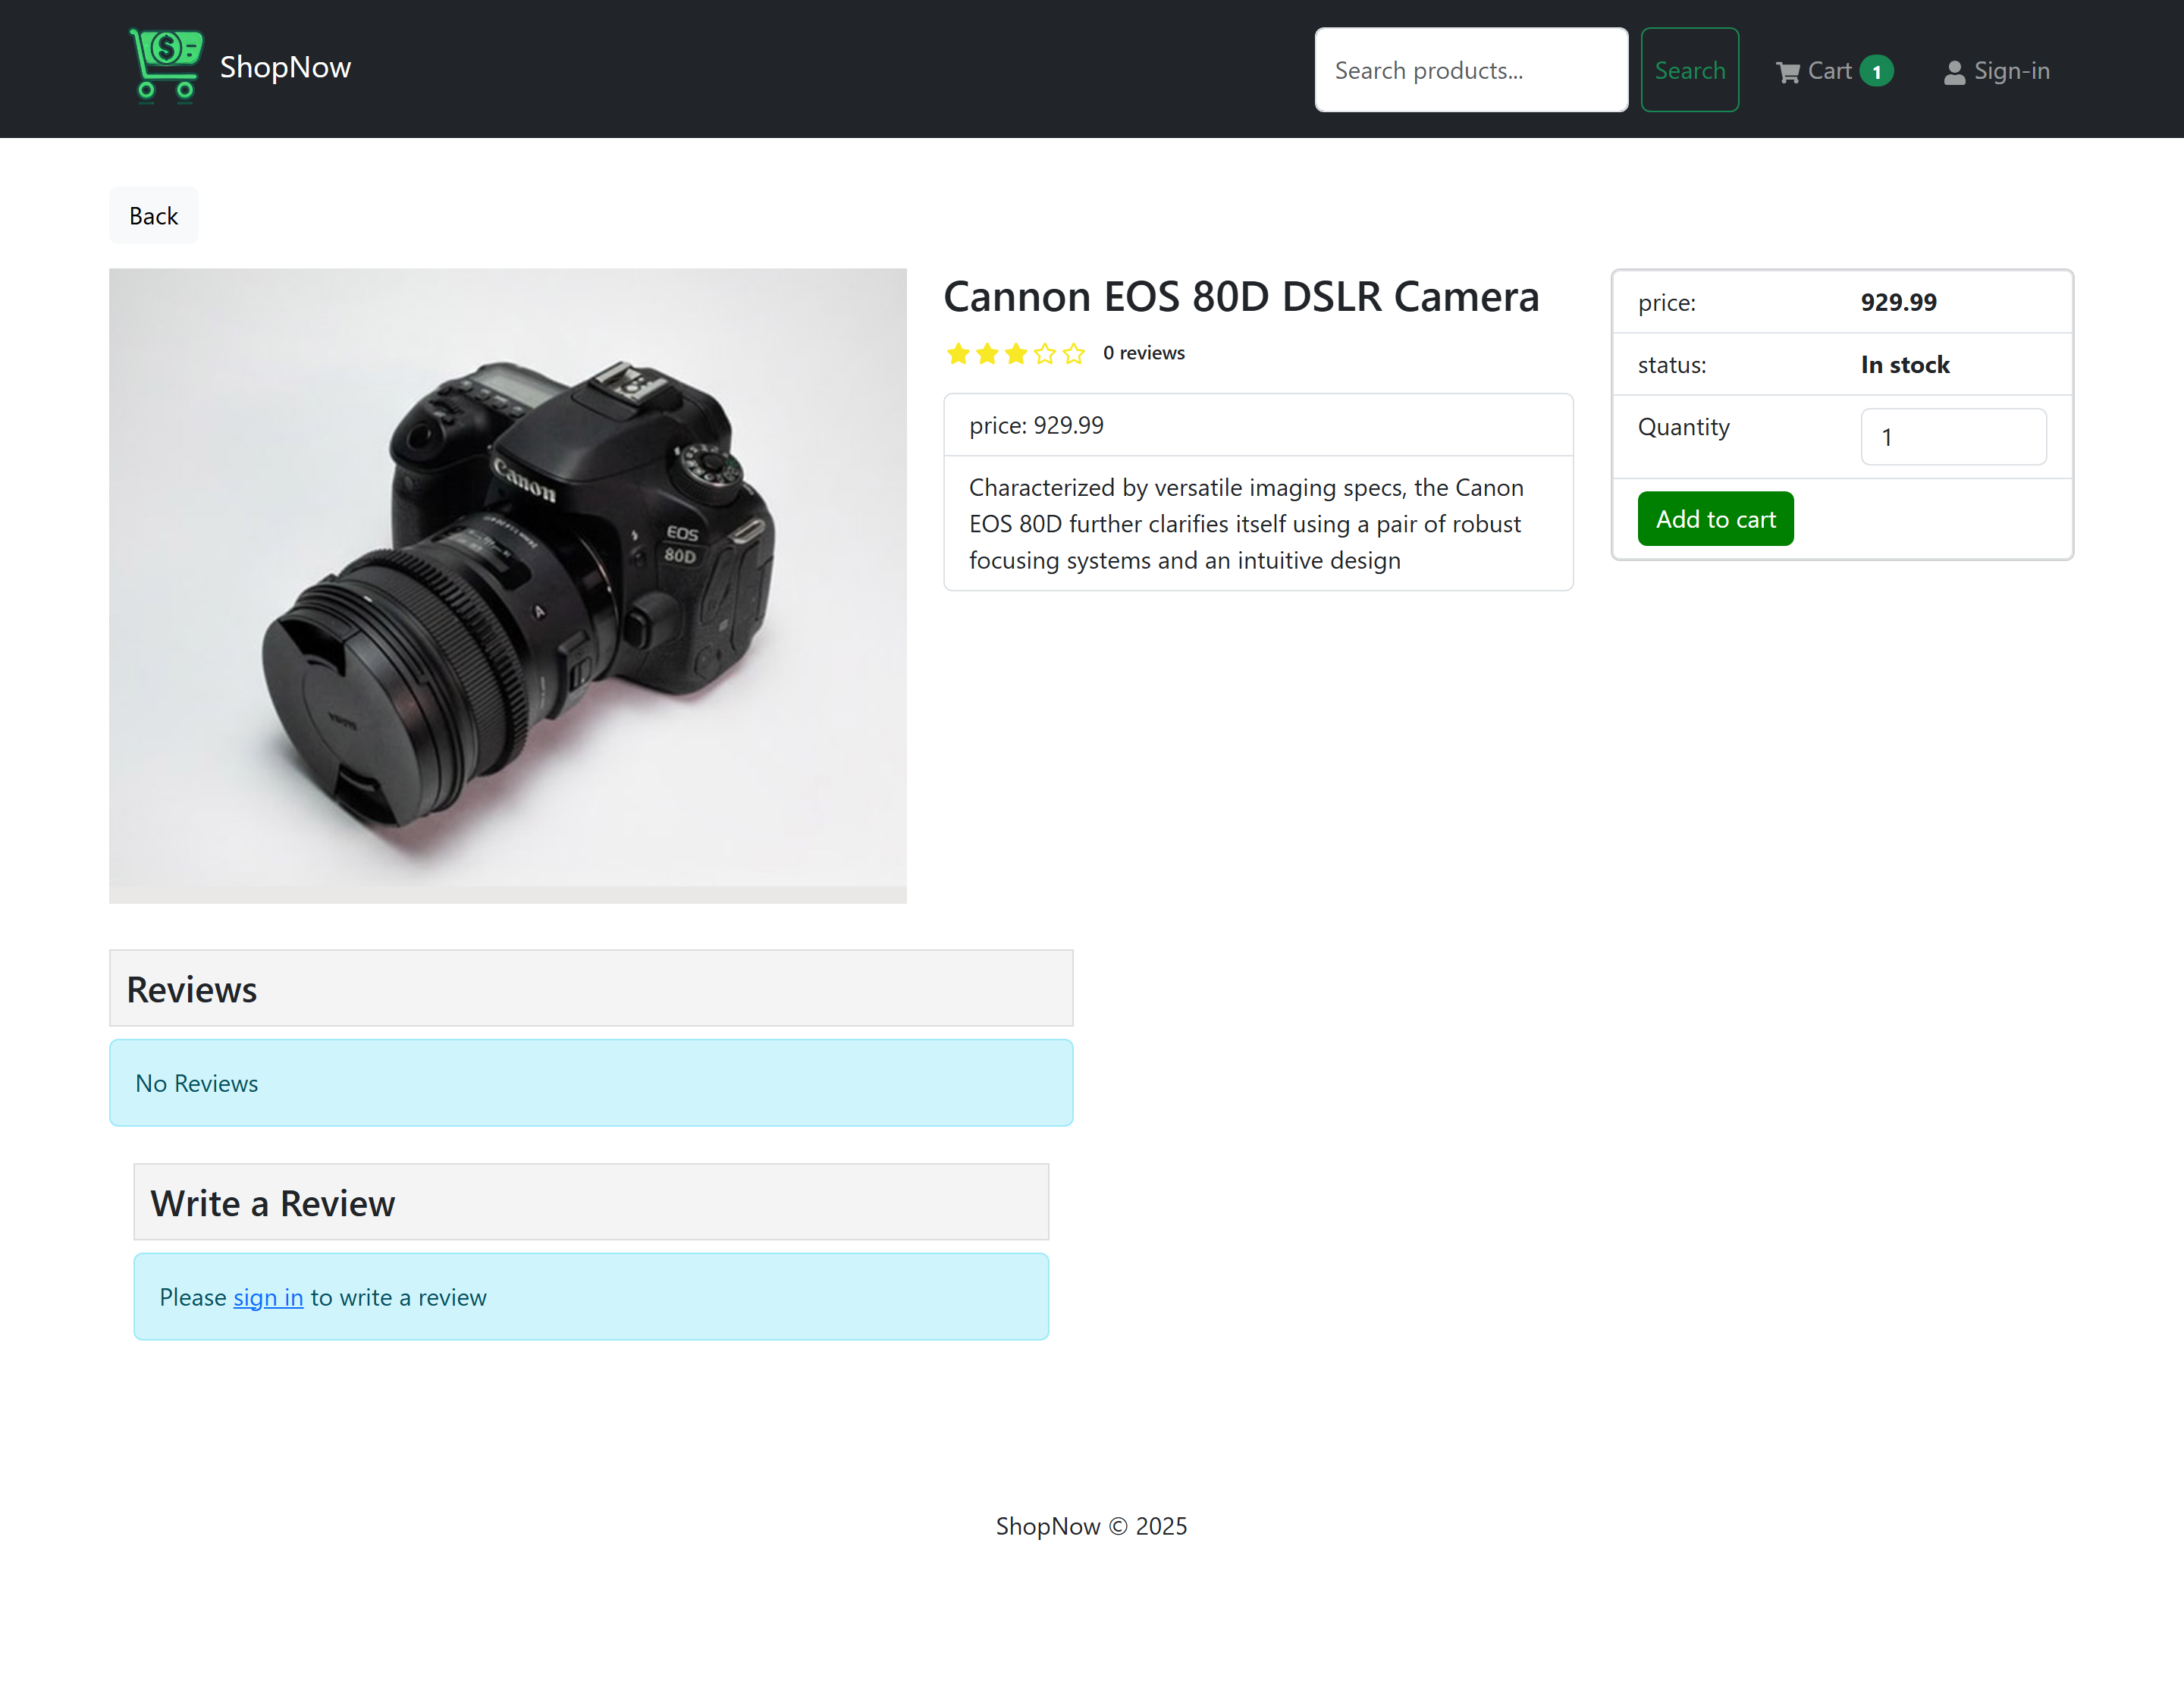 ShopNow
Search products...
Search
Cart 1
Sign-in
Back
Canon
EOS
80D
A
Cannon EOS 80D DSLR Camera
0 reviews
price: 929.99
Characterized by versatile imaging specs, the Canon
EOS 80D further clarifies itself using a pair of robust
focusing systems and an intuitive design
price: 929.99
status: In stock
Quantity 1
Add to cart
Reviews
No Reviews
Write a Review
Please sign in to write a review
ShopNow © 2025